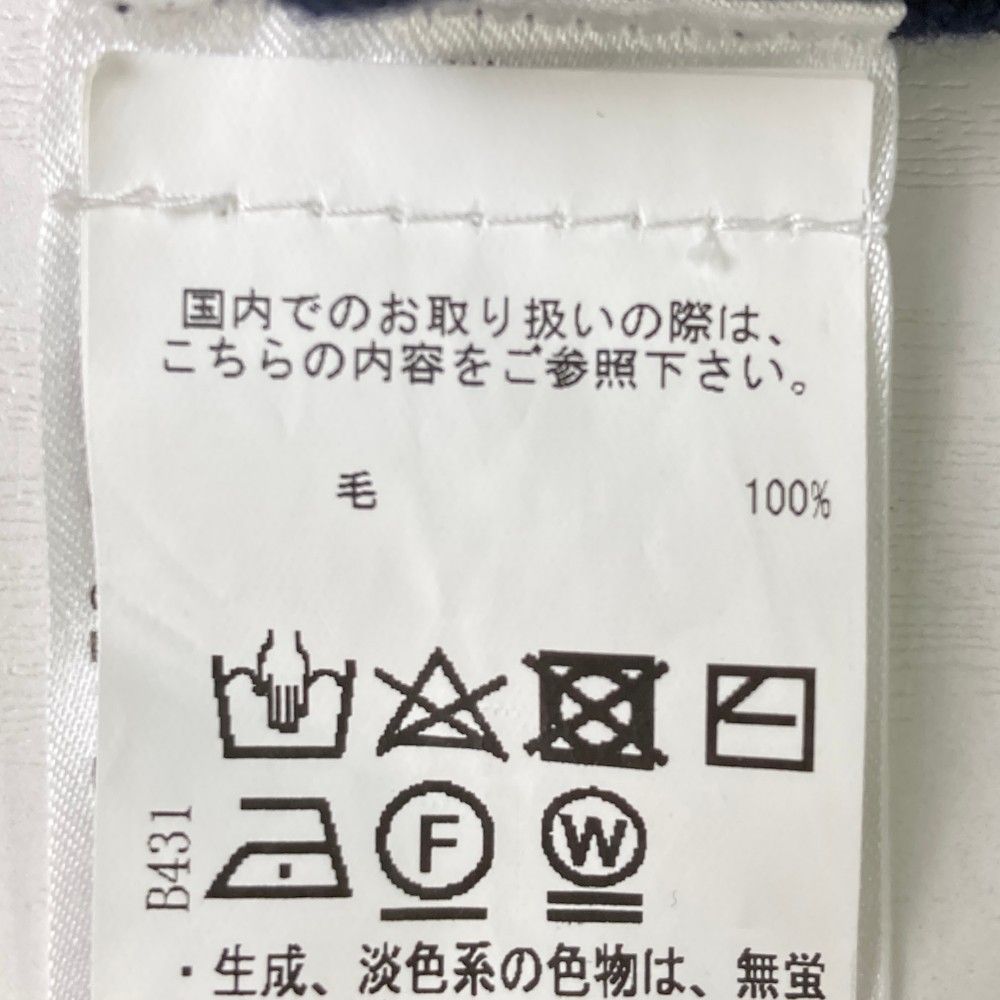 国内でのお取り扱いの際は、
こちらの内容をご参照下さい。
毛 100%
F W
B431
・生成、淡色系の色物は、無蛍